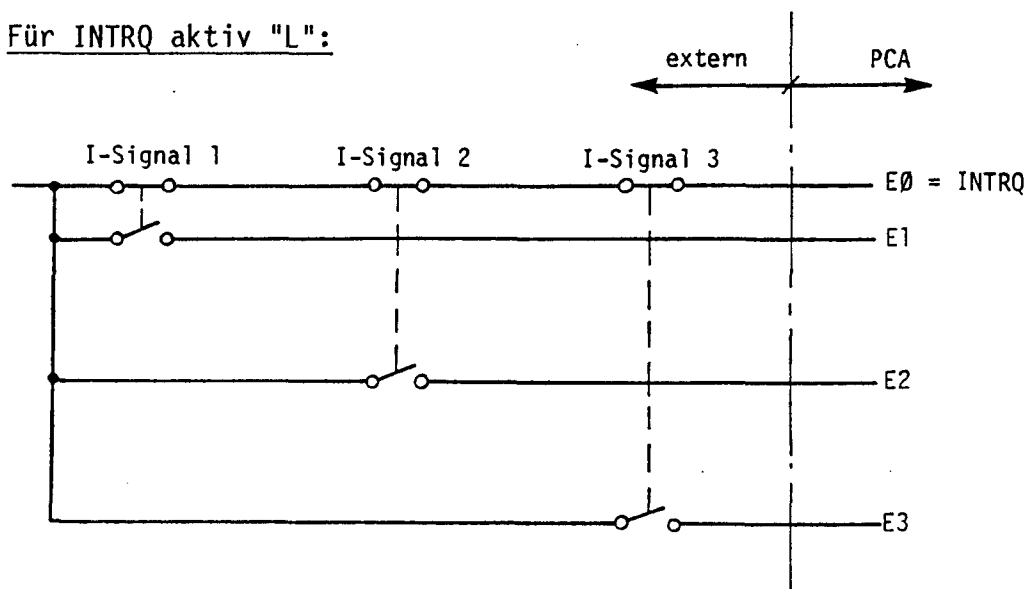 Für INTRQ aktiv "L":
extern
PCA
I-Signal 1
I-Signal 2
I-Signal 3
EØ = INTRQ
E1
E2
E3